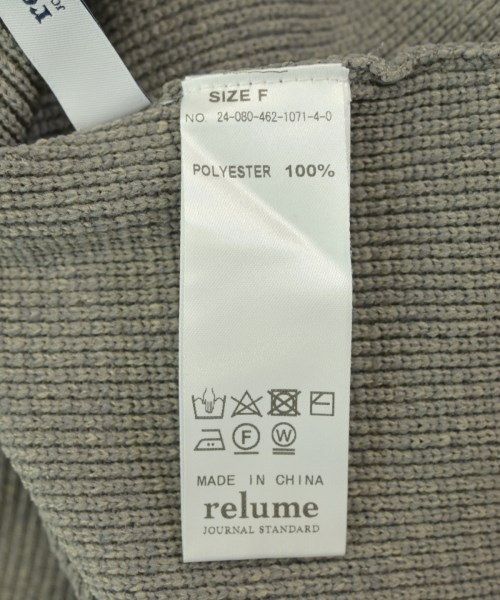 SIZE F
NO. 24-080-462-1071-4-0
POLYESTER 100%
F W
MADE IN CHINA
relume
JOURNAL STANDARD